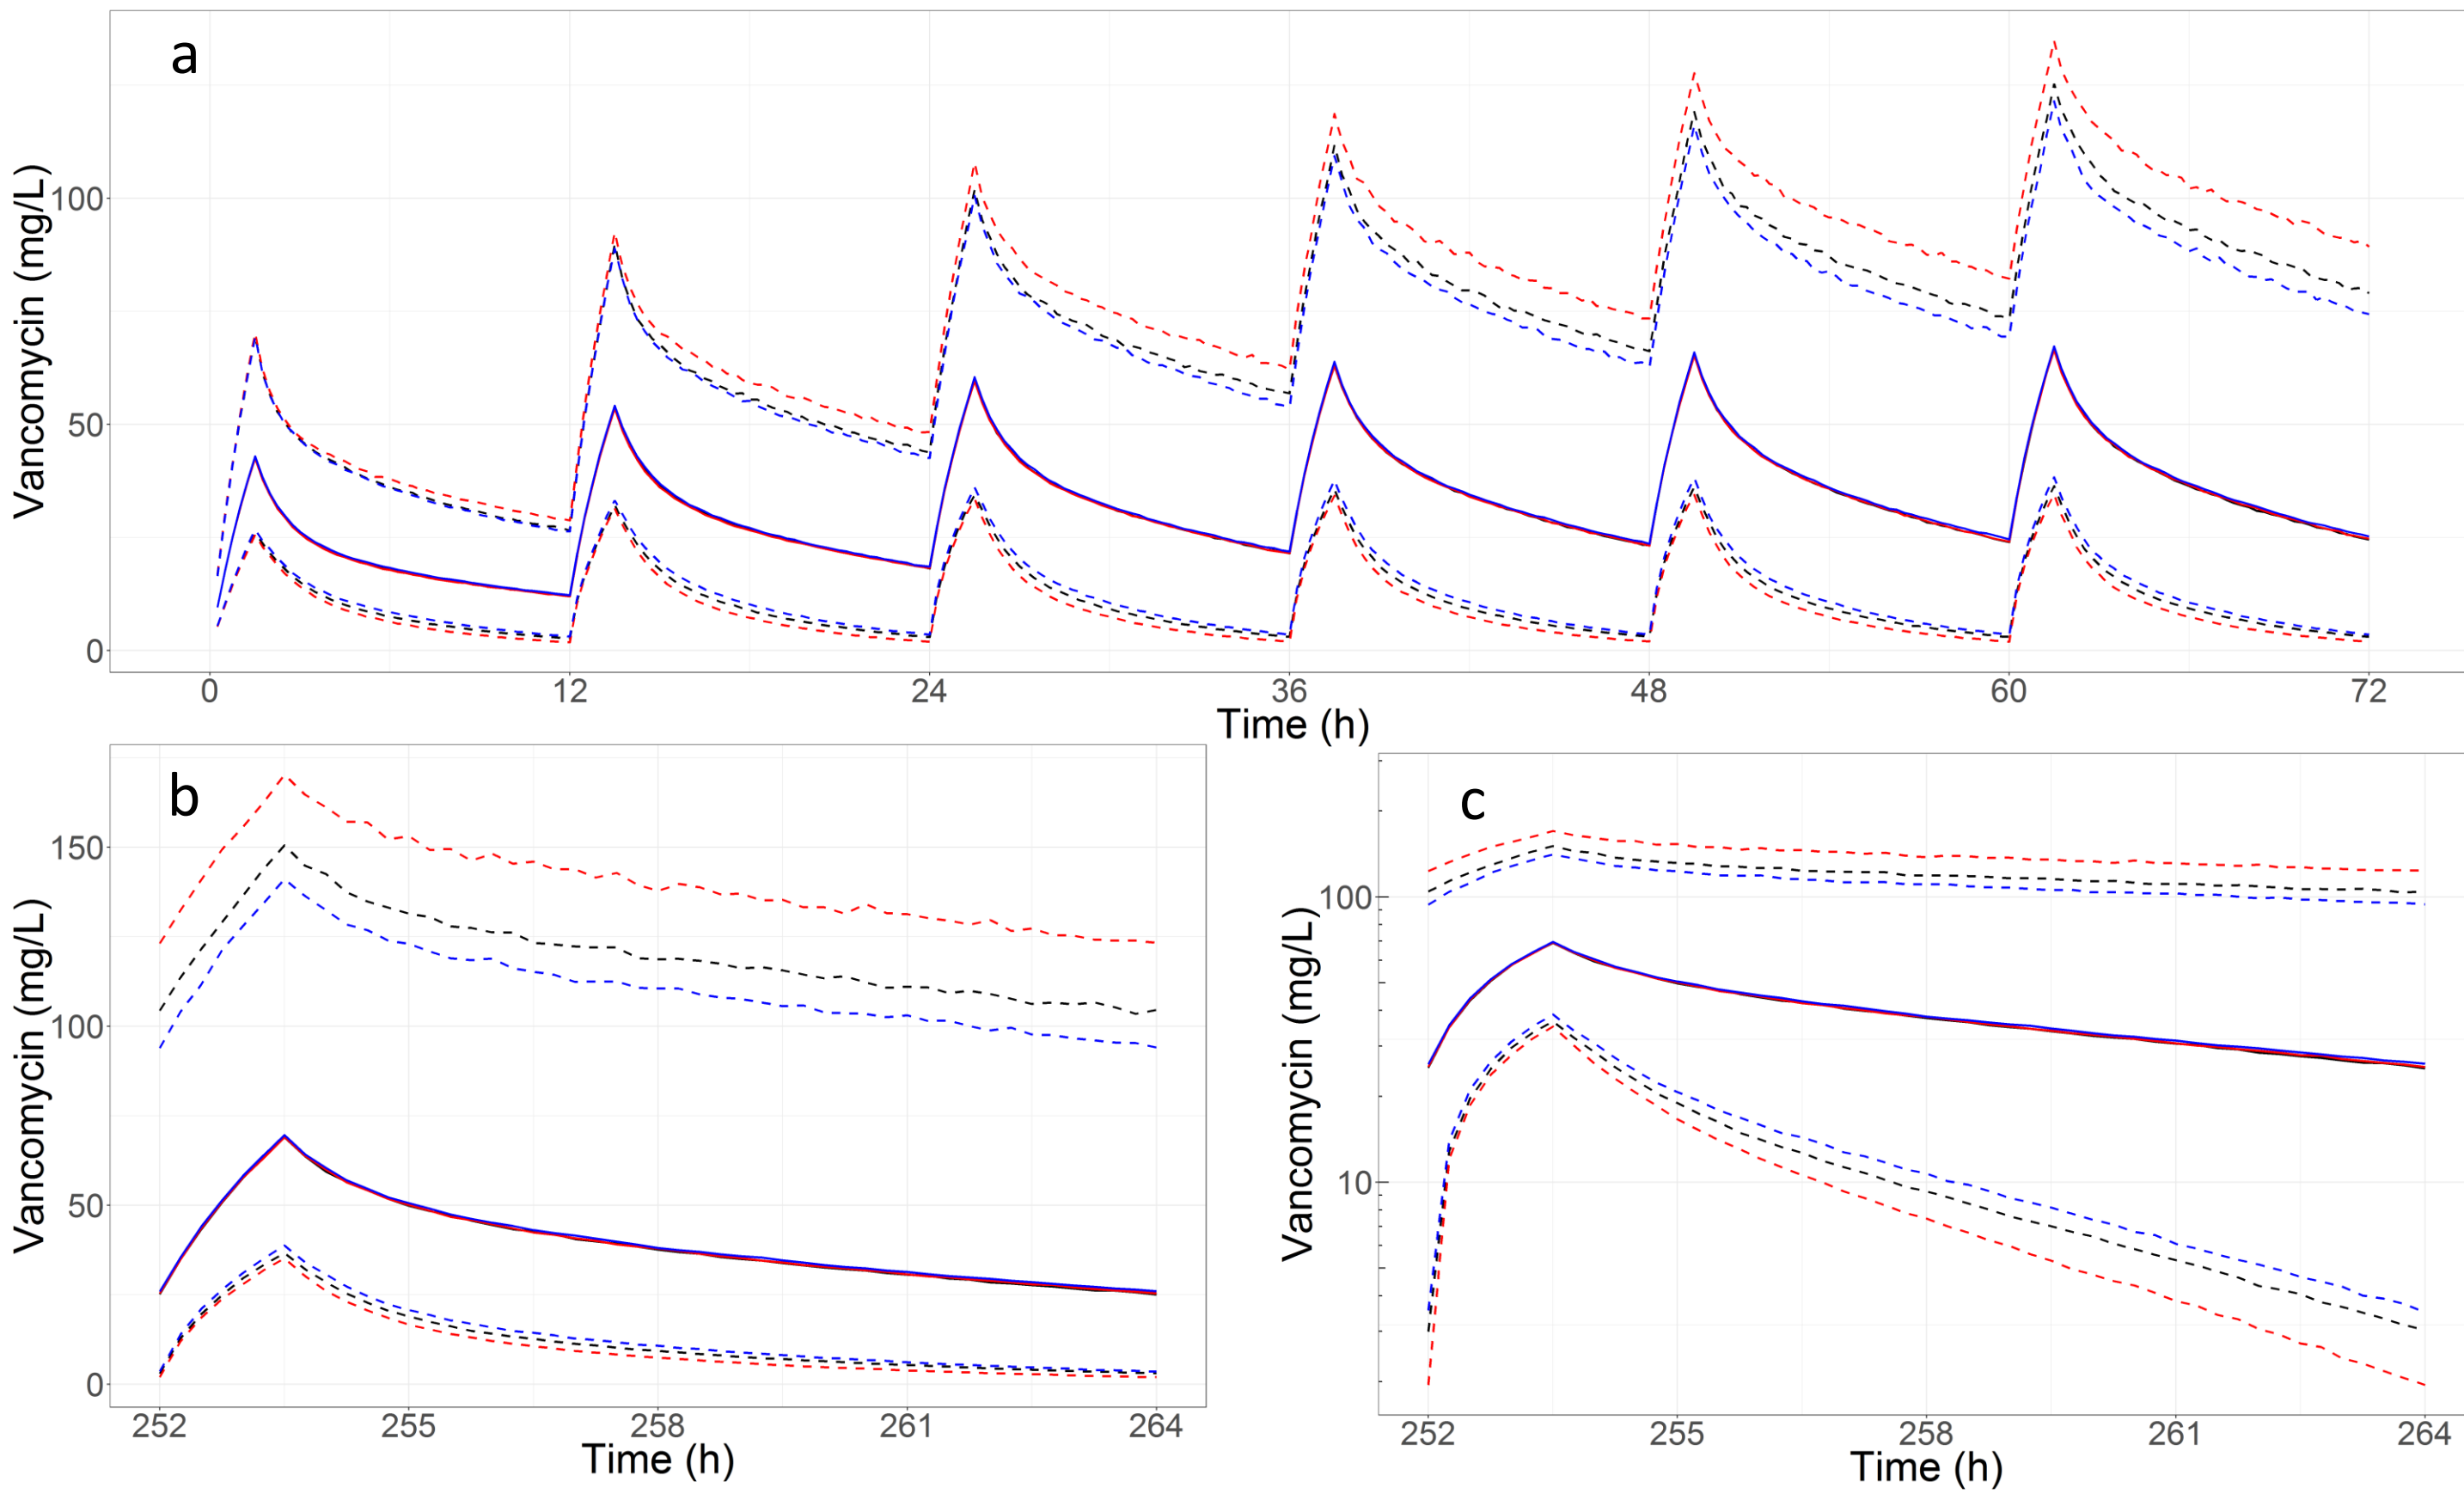 a
Vancomycin (mg/L)
100
50
0
0 12 24 36 48 60 72
Time (h)
b
Vancomycin (mg/L)
150
100
50
0
252 255 258 261 264
Time (h)
c
Vancomycin (mg/L)
100
10
252 255 258 261 264
Time (h)